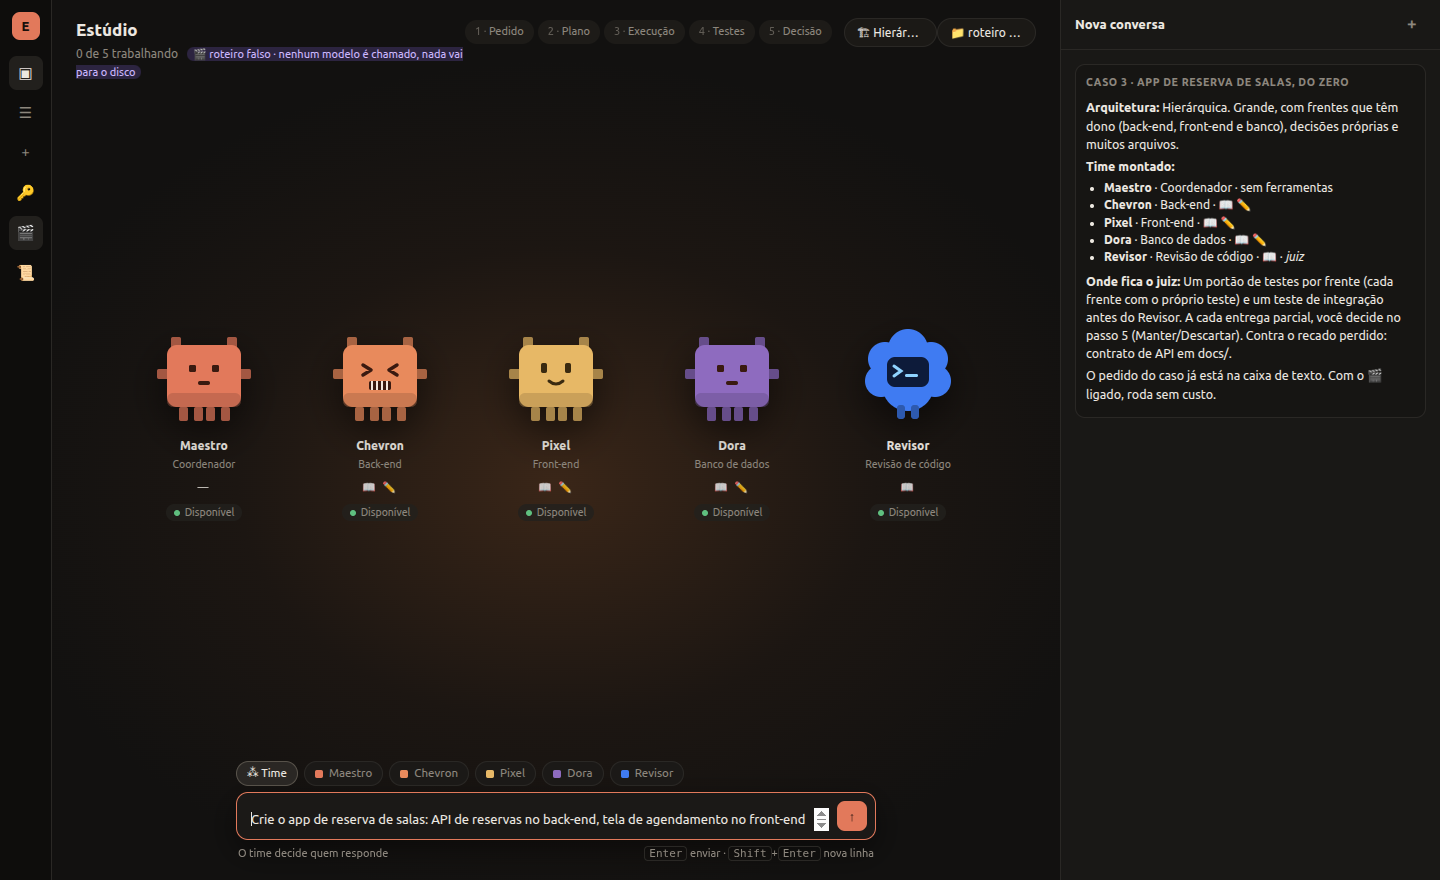 E
Estúdio
0 de 5 trabalhando 🎬 roteiro falso · nenhum modelo é chamado, nada vai
para o disco
1 · Pedido
2 · Plano
3 · Execução
4 · Testes
5 · Decisão
Hierár…
roteiro …
Maestro
Coordenador
—
Disponível
Chevron
Back-end
Disponível
Pixel
Front-end
Disponível
Dora
Banco de dados
Disponível
Revisor
Revisão de código
Disponível
Time
Maestro
Chevron
Pixel
Dora
Revisor
Crie o app de reserva de salas: API de reservas no back-end, tela de agendamento no front-end
↑
O time decide quem responde
Enter enviar · Shift+Enter nova linha
Nova conversa
+
CASO 3 · APP DE RESERVA DE SALAS, DO ZERO
Arquitetura: Hierárquica. Grande, com frentes que têm
dono (back-end, front-end e banco), decisões próprias e
muitos arquivos.
Time montado:
• Maestro · Coordenador · sem ferramentas
• Chevron · Back-end · 📖 ✏️
• Pixel · Front-end · 📖 ✏️
• Dora · Banco de dados · 📖 ✏️
• Revisor · Revisão de código · 📖 · juiz
Onde fica o juiz: Um portão de testes por frente (cada
frente com o próprio teste) e um teste de integração
antes do Revisor. A cada entrega parcial, você decide no
passo 5 (Manter/Descartar). Contra o recado perdido:
contrato de API em docs/.
O pedido do caso já está na caixa de texto. Com o 🎬
ligado, roda sem custo.